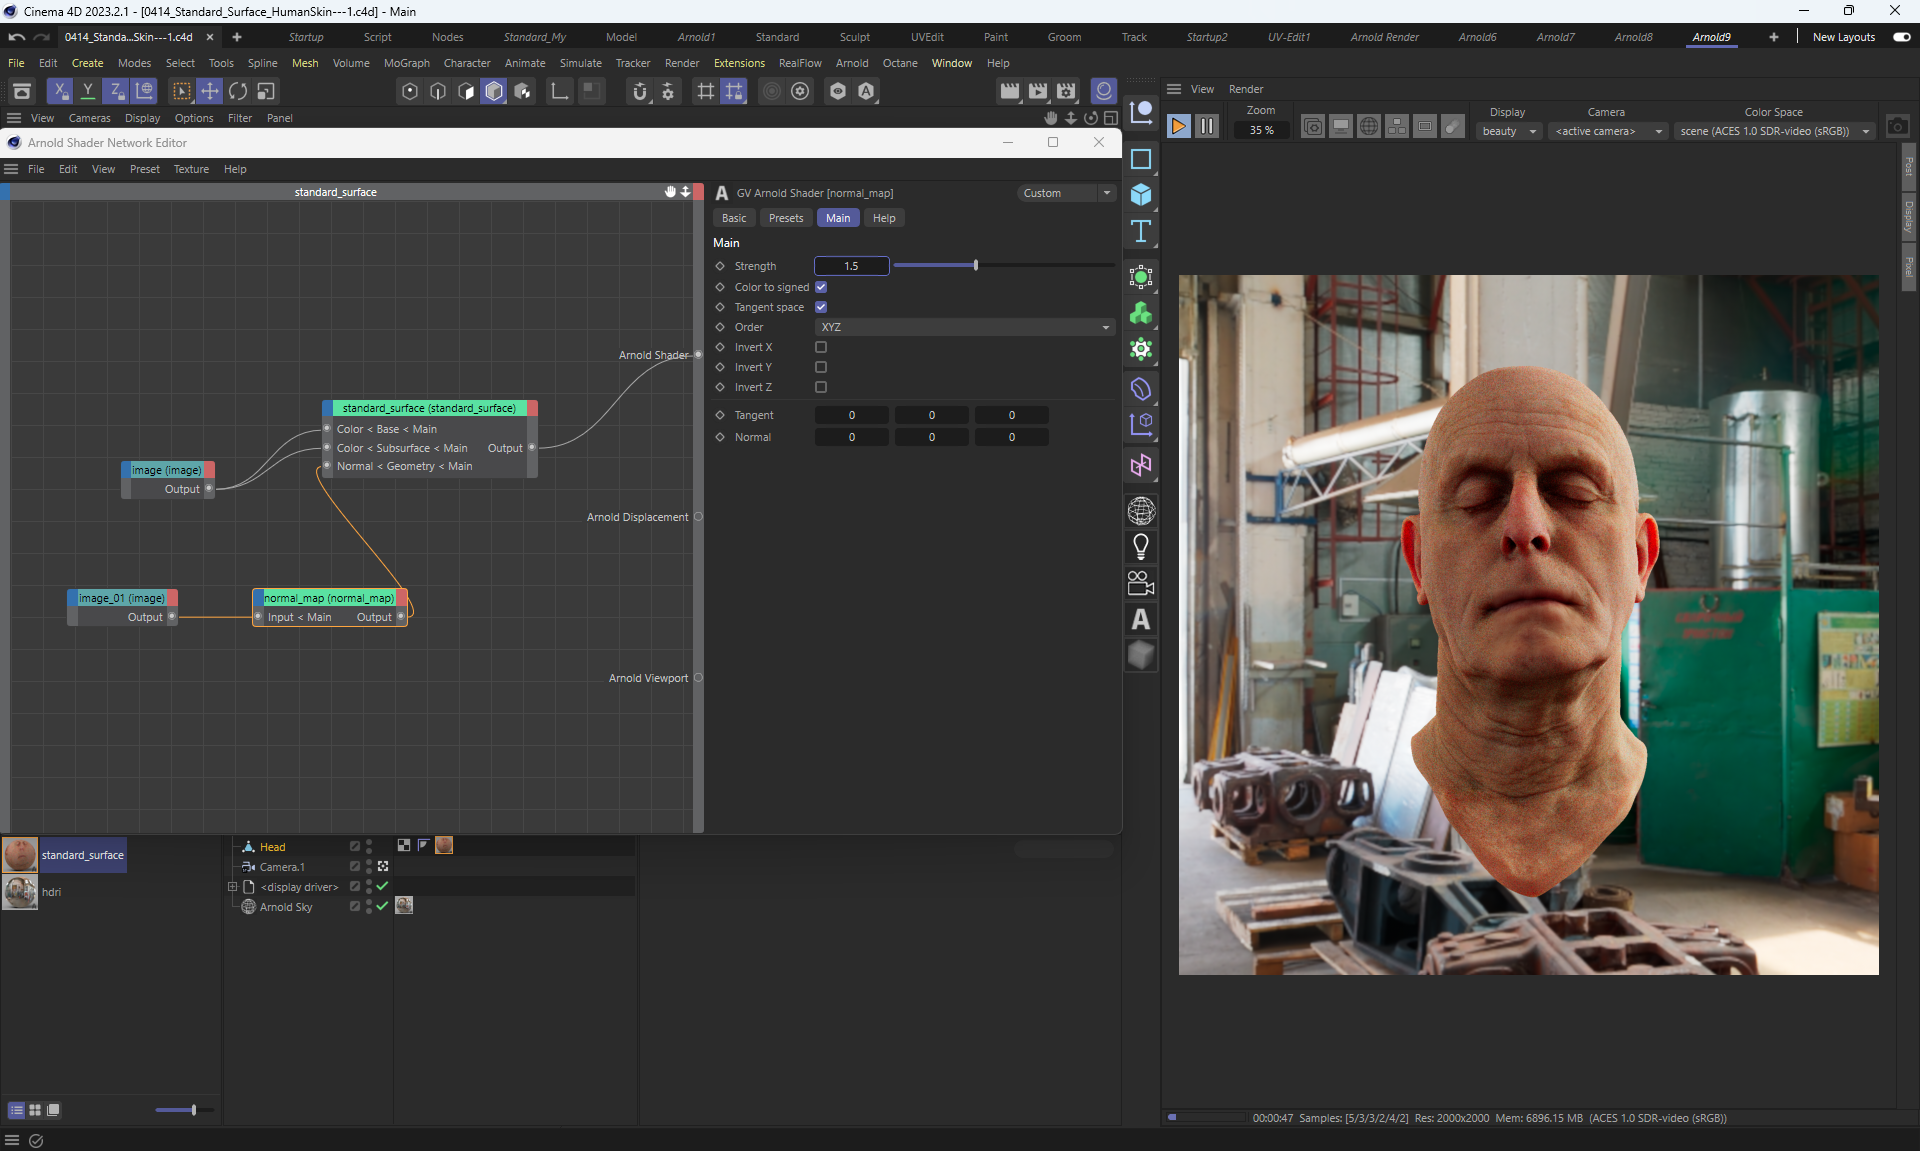 Cinema 4D 2023.2.1 - [0414_Standard_Surface_HumanSkin---1.c4d] - Main
0414_Standa...Skin---1.c4d
Startup
Script
Nodes
Standard_My
Model
Arnold1
Standard
Sculpt
UVEdit
Paint
Groom
Track
Startup2
UV-Edit1
Arnold Render
Arnold6
Arnold7
Arnold8
Arnold9
New Layouts
File Edit Create Modes Select Tools Spline Mesh Volume MoGraph Character Animate Simulate Tracker Render Extensions RealFlow Arnold Octane Window Help
X Y Z
View Cameras Display Options Filter Panel
Arnold Shader Network Editor
File Edit View Preset Texture Help
standard_surface
Arnold Shader
standard_surface (standard_surface)
Color < Base < Main
Color < Subsurface < Main Output
Normal < Geometry < Main
image (image)
Output
Arnold Displacement
image_01 (image)
Output
normal_map (normal_map)
Input < Main Output
Arnold Viewport
GV Arnold Shader [normal_map]
Custom
Basic Presets Main Help
Main
Strength 1.5
Color to signed
Tangent space
Order XYZ
Invert X
Invert Y
Invert Z
Tangent 0 0 0
Normal 0 0 0
View Render
Zoom
35 %
Display
beauty
Camera
<active camera>
Color Space
scene (ACES 1.0 SDR-video (sRGB))
Post
Display
Pixel
standard_surface
hdri
Head
Camera.1
<display driver>
Arnold Sky
00:00:47 Samples: [5/3/3/2/4/2] Res: 2000x2000 Mem: 6896.15 MB (ACES 1.0 SDR-video (sRGB))